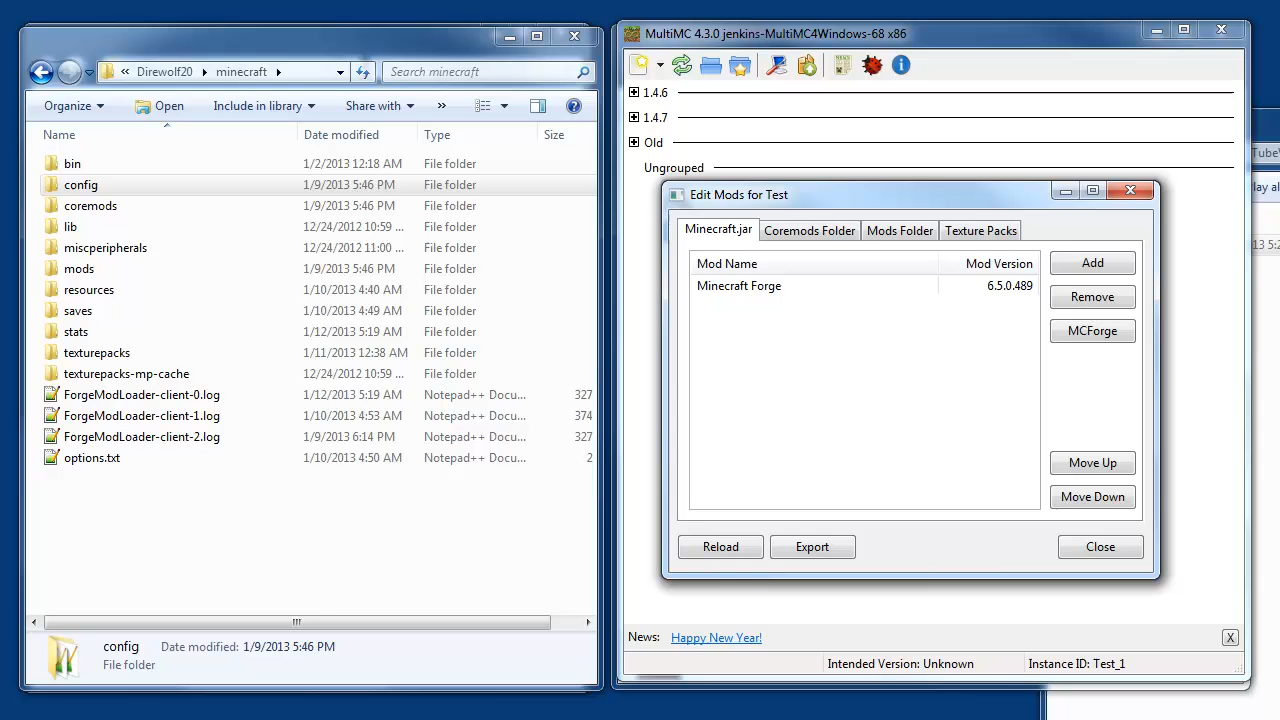 « Direwolf20 minecraft
Search minecraft
Organize Open Include in library Share with »
Name Date modified Type Size
bin 1/2/2013 12:18 AM File folder
config 1/9/2013 5:46 PM File folder
coremods 1/9/2013 5:46 PM File folder
lib 12/24/2012 10:59 ... File folder
miscperipherals 12/24/2012 11:00 ... File folder
mods 1/9/2013 5:46 PM File folder
resources 1/10/2013 4:40 AM File folder
saves 1/10/2013 4:49 AM File folder
stats 1/12/2013 5:19 AM File folder
texturepacks 1/11/2013 12:38 AM File folder
texturepacks-mp-cache 12/24/2012 10:59 ... File folder
ForgeModLoader-client-0.log 1/12/2013 5:19 AM Notepad++ Docu... 327
ForgeModLoader-client-1.log 1/10/2013 4:53 AM Notepad++ Docu... 374
ForgeModLoader-client-2.log 1/9/2013 6:14 PM Notepad++ Docu... 327
options.txt 1/10/2013 4:50 AM Notepad++ Docu... 2
config Date modified: 1/9/2013 5:46 PM
File folder
MultiMC 4.3.0 jenkins-MultiMC4Windows-68 x86
1.4.6
1.4.7
Old
Ungrouped
Edit Mods for Test
Minecraft.jar Coremods Folder Mods Folder Texture Packs
Mod Name Mod Version
Minecraft Forge 6.5.0.489
Add
Remove
MCForge
Move Up
Move Down
Reload Export Close
News: Happy New Year! X
Intended Version: Unknown Instance ID: Test_1